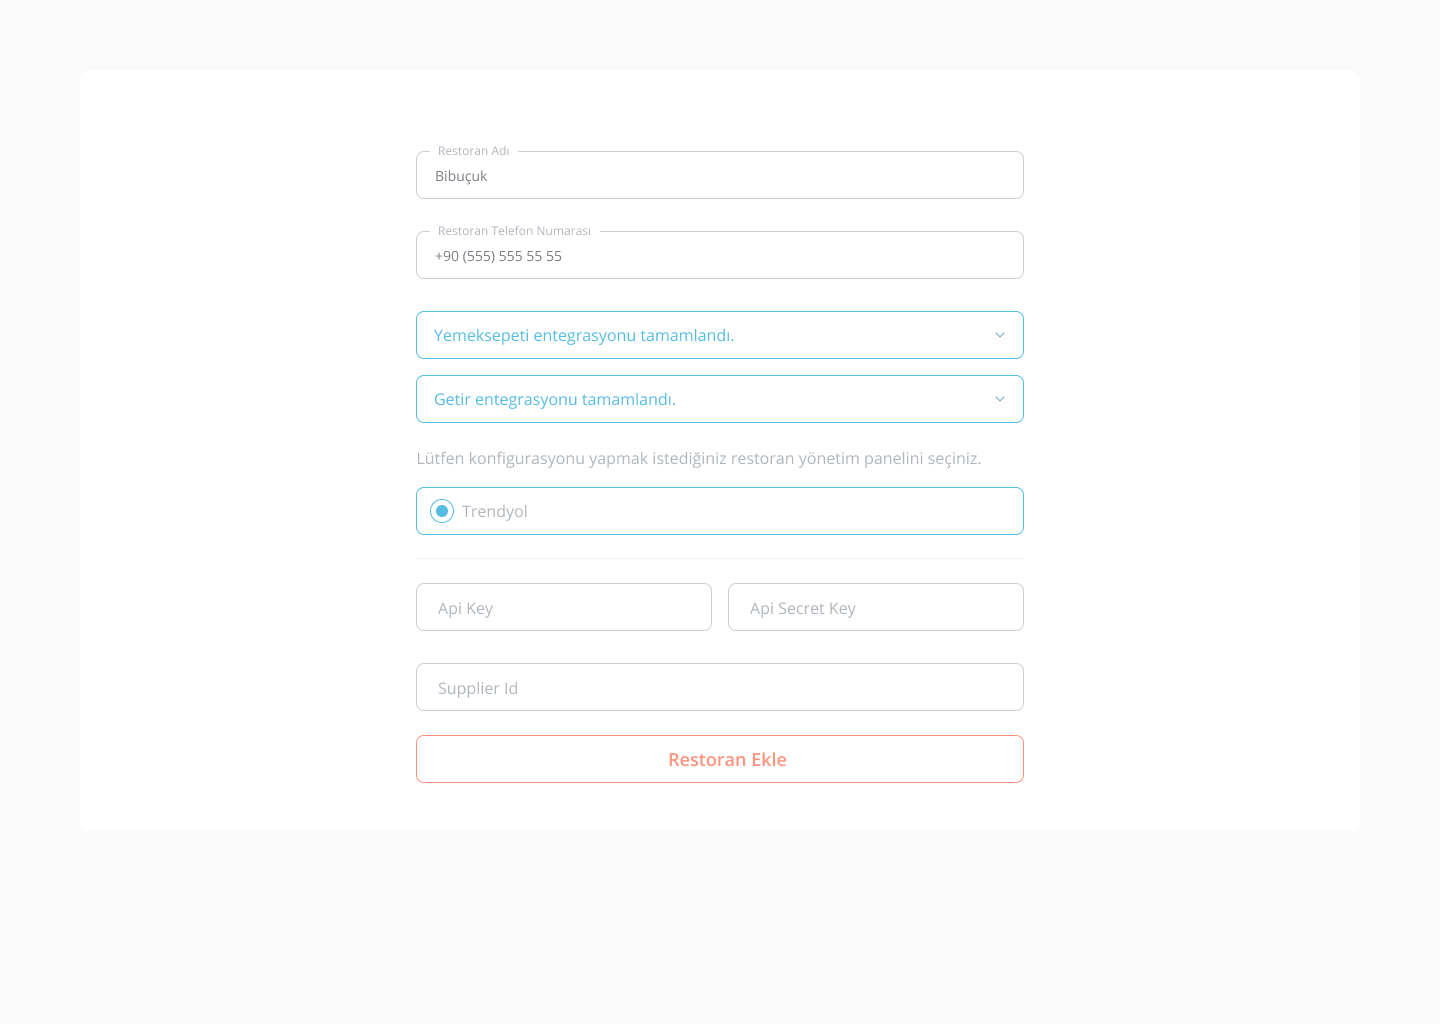 Restoran Adı
Bibuçuk
Restoran Telefon Numarası
+90 (555) 555 55 55
Yemeksepeti entegrasyonu tamamlandı.
Getir entegrasyonu tamamlandı.
Lütfen konfigurasyonu yapmak istediğiniz restoran yönetim panelini seçiniz.
Trendyol
Api Key
Api Secret Key
Supplier Id
Restoran Ekle